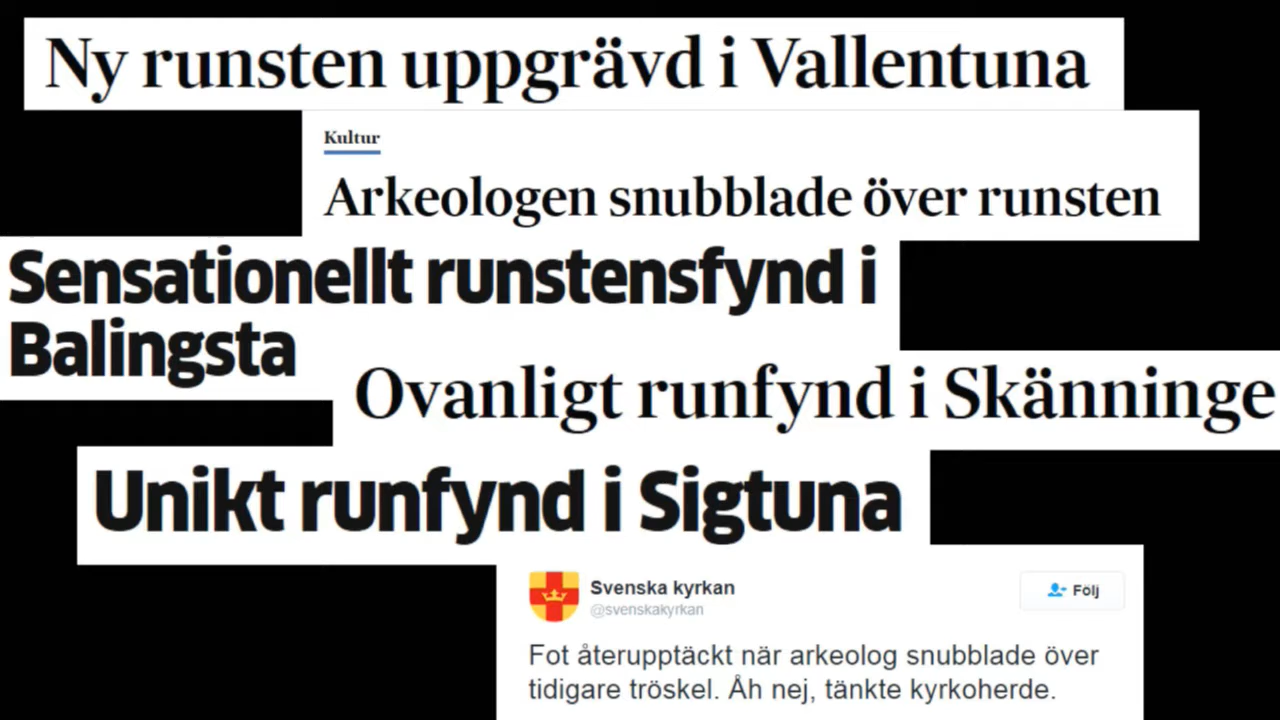 Ny runsten uppgrävd i Vallentuna
Kultur
Arkeologen snubblade över runsten
Sensationellt runstensfynd i
Balingsta
Ovanligt runfynd i Skänninge
Unikt runfynd i Sigtuna
Svenska kyrkan
@svenskakyrkan
Följ
Fot återupptäckt när arkeolog snubblade över
tidigare tröskel. Åh nej, tänkte kyrkoherde.